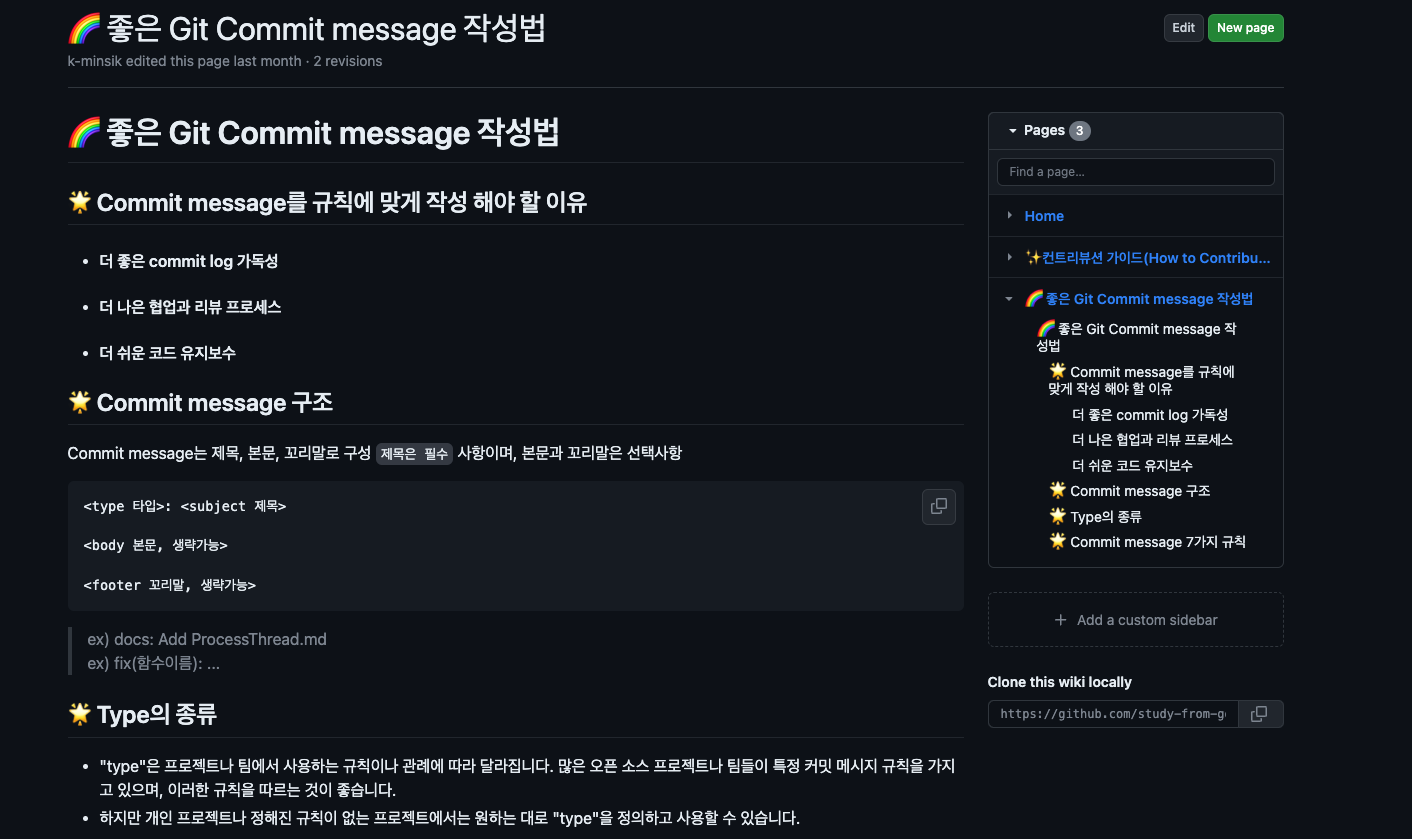 🌈 좋은 Git Commit message 작성법
Edit
New page
k-minsik edited this page last month · 2 revisions
🌈 좋은 Git Commit message 작성법
🌟 Commit message를 규칙에 맞게 작성 해야 할 이유
• 더 좋은 commit log 가독성
• 더 나은 협업과 리뷰 프로세스
• 더 쉬운 코드 유지보수
🌟 Commit message 구조
Commit message는 제목, 본문, 꼬리말로 구성 제목은 필수 사항이며, 본문과 꼬리말은 선택사항
<type 타입>: <subject 제목>
<body 본문, 생략가능>
<footer 꼬리말, 생략가능>
ex) docs: Add ProcessThread.md
ex) fix(함수이름): ...
🌟 Type의 종류
• "type"은 프로젝트나 팀에서 사용하는 규칙이나 관례에 따라 달라집니다. 많은 오픈 소스 프로젝트나 팀들이 특정 커밋 메시지 규칙을 가지
고 있으며, 이러한 규칙을 따르는 것이 좋습니다.
• 하지만 개인 프로젝트나 정해진 규칙이 없는 프로젝트에서는 원하는 대로 "type"을 정의하고 사용할 수 있습니다.
Pages 3
Find a page...
Home
✨컨트리뷰션 가이드(How to Contribu...
🌈 좋은 Git Commit message 작성법
🌈 좋은 Git Commit message 작
성법
🌟 Commit message를 규칙에
맞게 작성 해야 할 이유
더 좋은 commit log 가독성
더 나은 협업과 리뷰 프로세스
더 쉬운 코드 유지보수
🌟 Commit message 구조
🌟 Type의 종류
🌟 Commit message 7가지 규칙
+ Add a custom sidebar
Clone this wiki locally
https://github.com/study-from-g